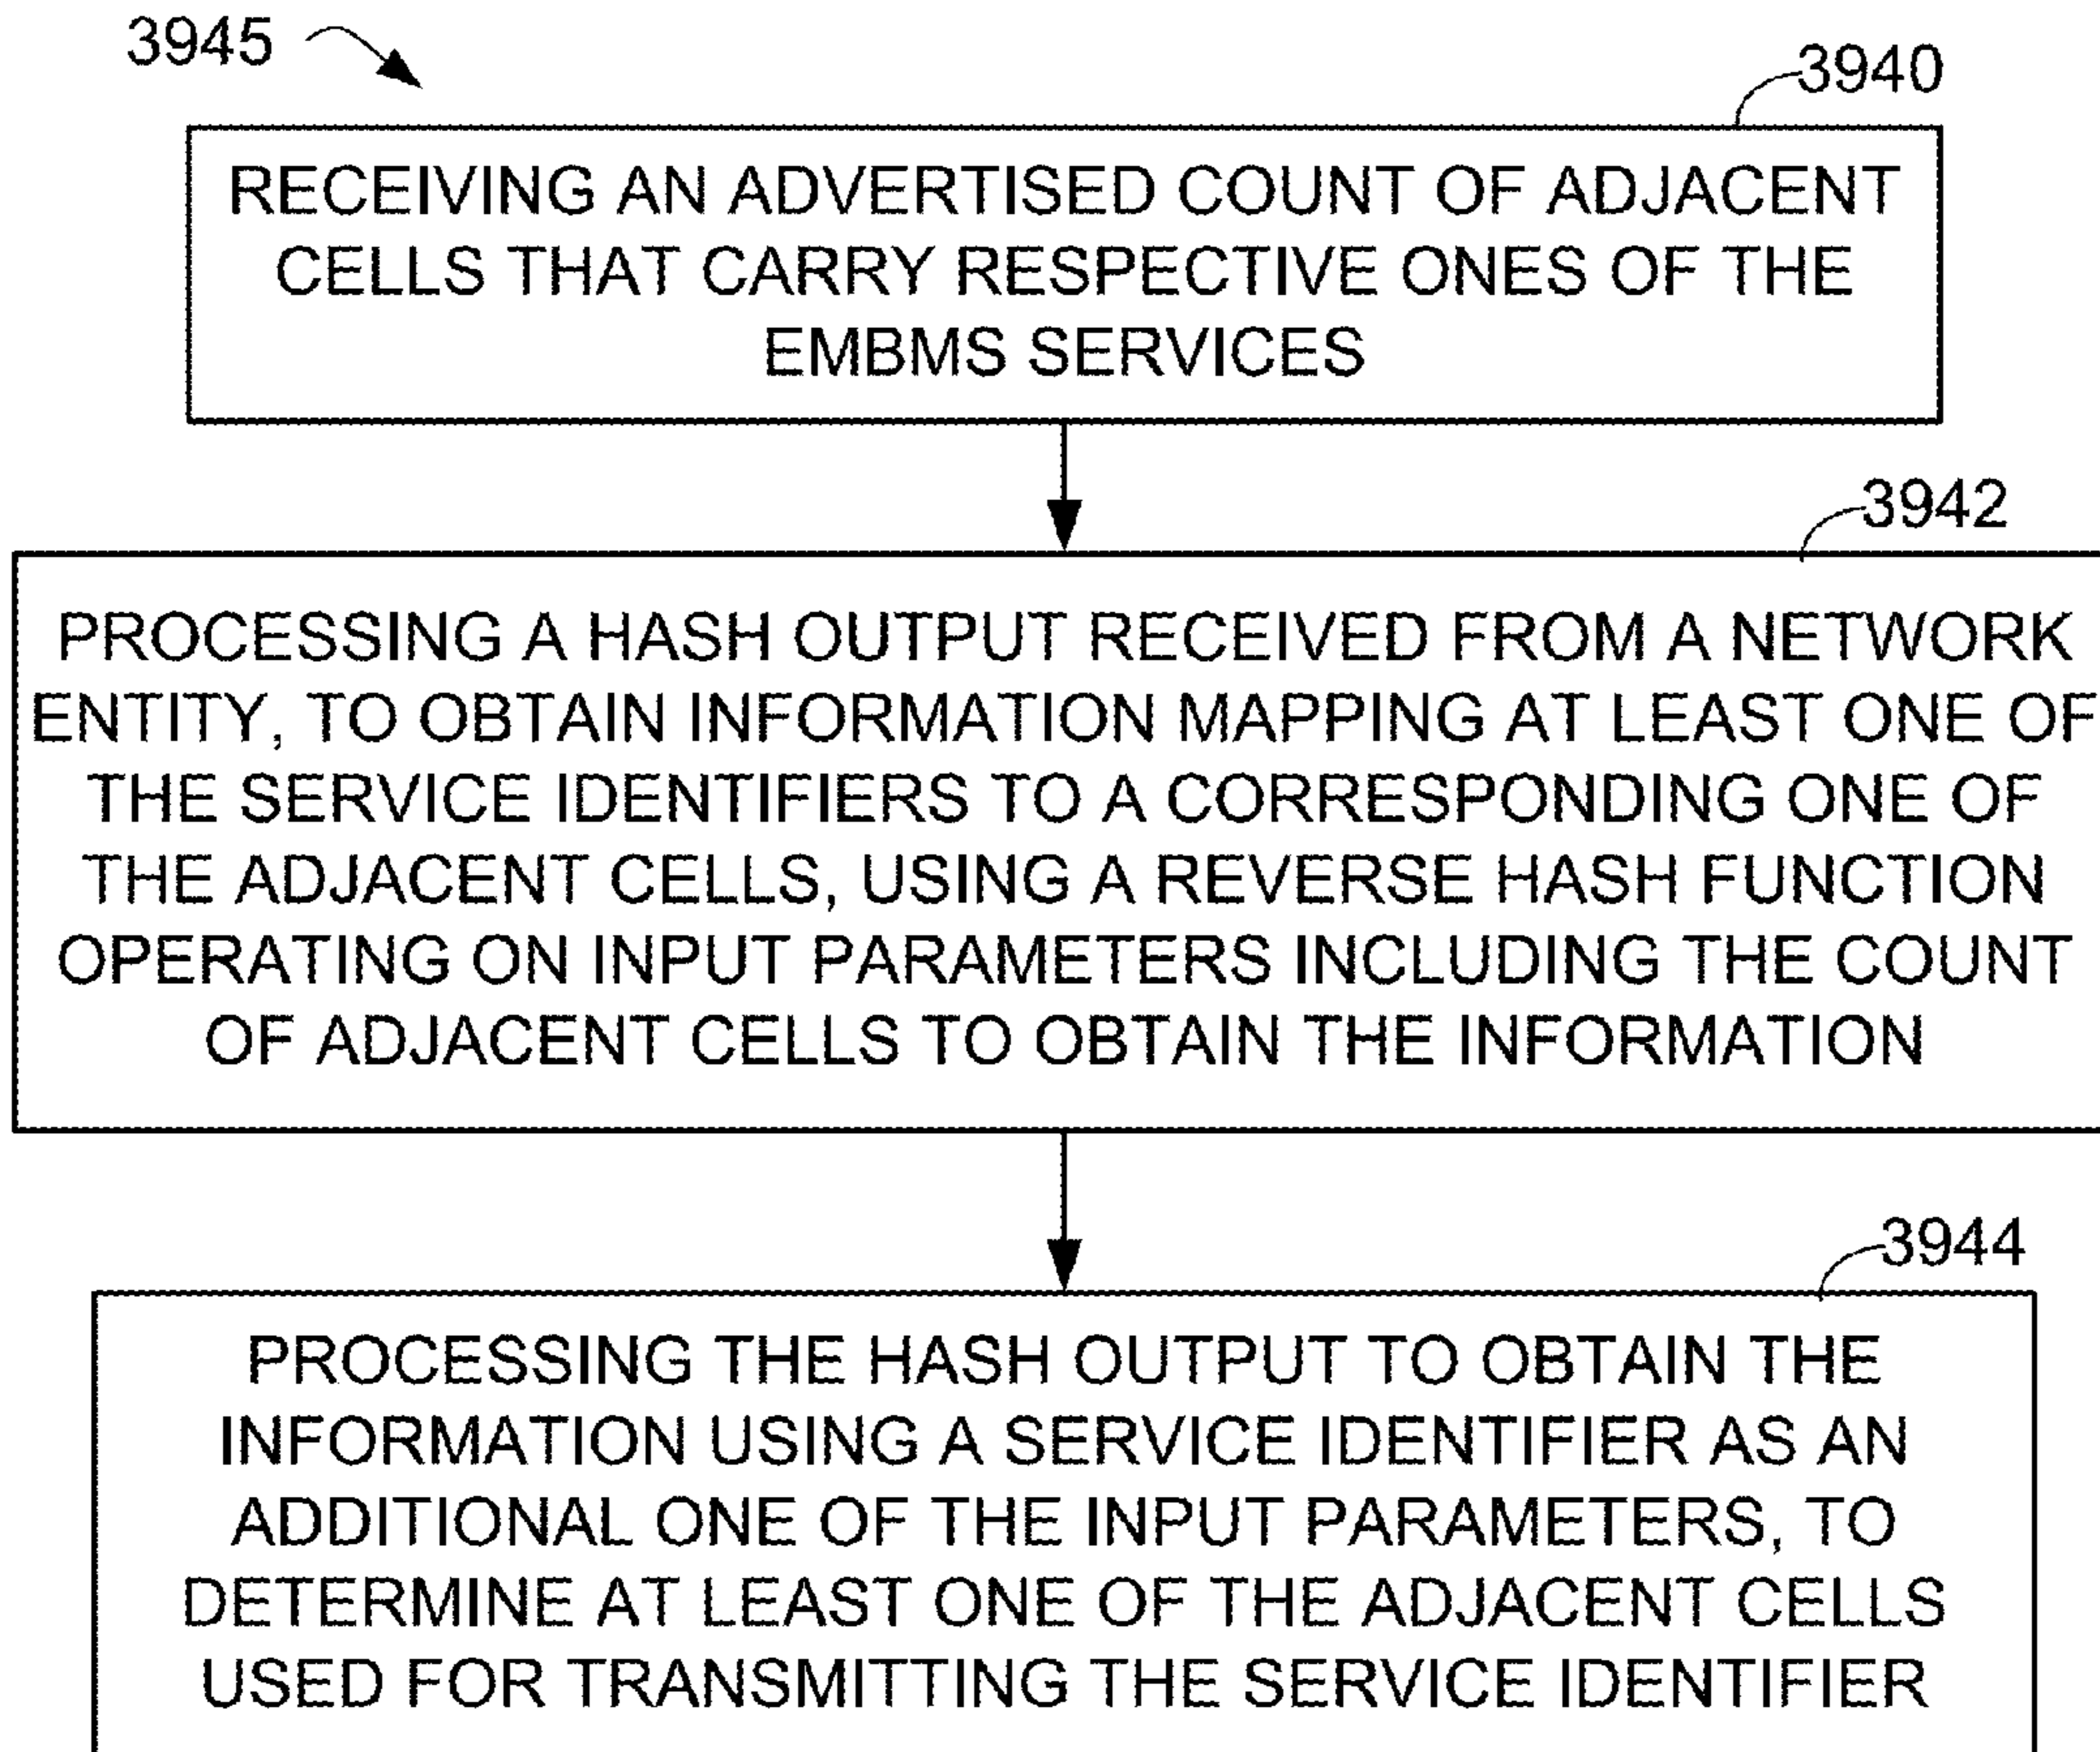 3945
3940
RECEIVING AN ADVERTISED COUNT OF ADJACENT
CELLS THAT CARRY RESPECTIVE ONES OF THE
EMBMS SERVICES
3942
PROCESSING A HASH OUTPUT RECEIVED FROM A NETWORK
ENTITY, TO OBTAIN INFORMATION MAPPING AT LEAST ONE OF
THE SERVICE IDENTIFIERS TO A CORRESPONDING ONE OF
THE ADJACENT CELLS, USING A REVERSE HASH FUNCTION
OPERATING ON INPUT PARAMETERS INCLUDING THE COUNT
OF ADJACENT CELLS TO OBTAIN THE INFORMATION
3944
PROCESSING THE HASH OUTPUT TO OBTAIN THE
INFORMATION USING A SERVICE IDENTIFIER AS AN
ADDITIONAL ONE OF THE INPUT PARAMETERS, TO
DETERMINE AT LEAST ONE OF THE ADJACENT CELLS
USED FOR TRANSMITTING THE SERVICE IDENTIFIER